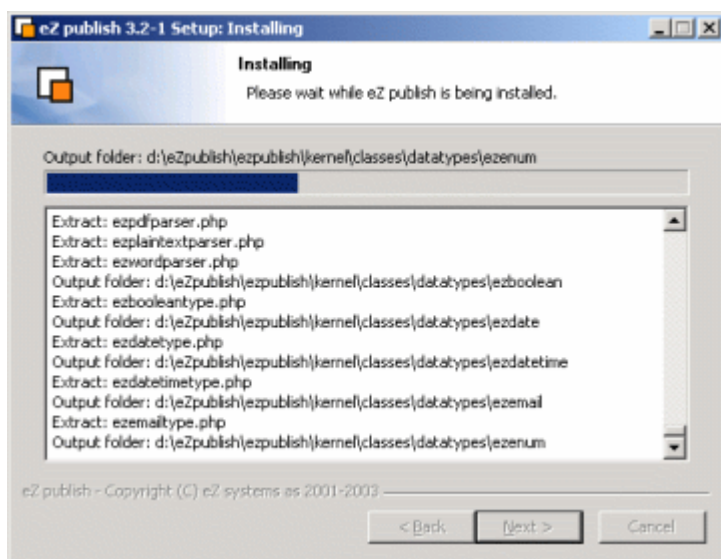 eZ publish 3.2-1 Setup: Installing
Installing
Please wait while eZ publish is being installed.
Output folder: d:\eZpublish\ezpublish\kernel\classes\datatypes\ezenum
Extract: ezpdfparser.php
Extract: ezplaintextparser.php
Extract: ezwordparser.php
Output folder: d:\eZpublish\ezpublish\kernel\classes\datatypes\ezboolean
Extract: ezbooleantype.php
Output folder: d:\eZpublish\ezpublish\kernel\classes\datatypes\ezdate
Extract: ezdatetype.php
Output folder: d:\eZpublish\ezpublish\kernel\classes\datatypes\ezdatetime
Extract: ezdatetimetype.php
Output folder: d:\eZpublish\ezpublish\kernel\classes\datatypes\ezemail
Extract: ezemailtype.php
Output folder: d:\eZpublish\ezpublish\kernel\classes\datatypes\ezenum
eZ publish - Copyright (C) eZ systems as 2001-2003
< Back Next > Cancel